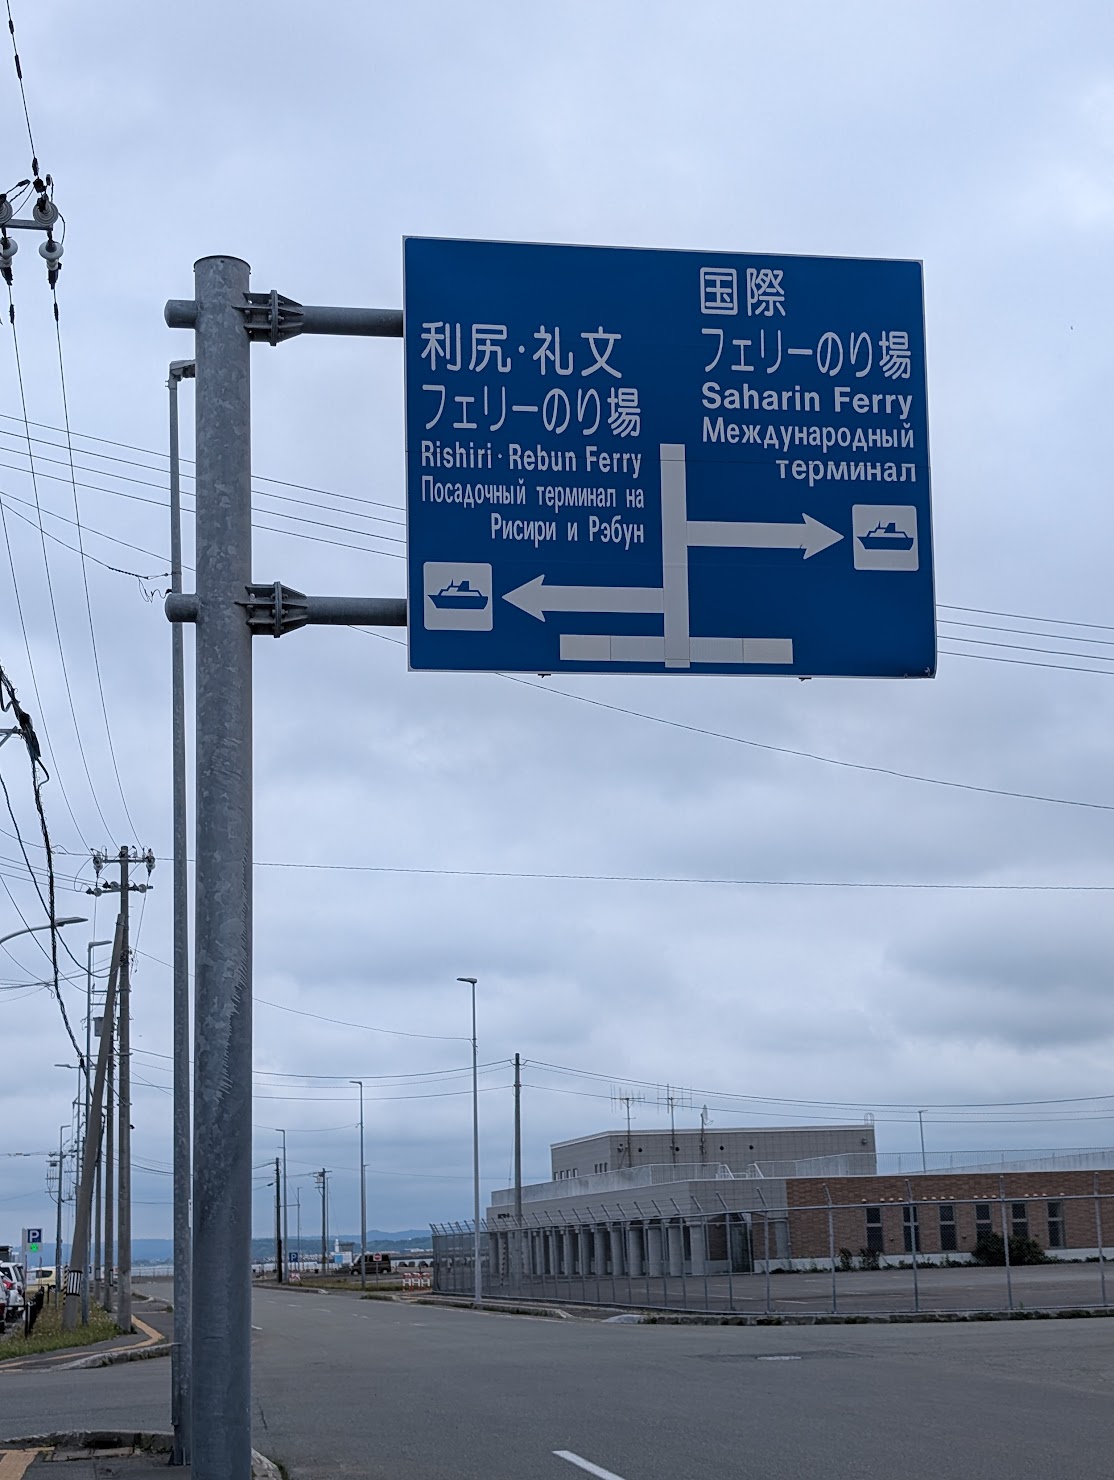 利尻・礼文
フェリーのり場
Rishiri・Rebun Ferry
Посадочный терминал на
Рисири и Рэбун
国際
フェリーのり場
Saharin Ferry
Международный
терминал
P